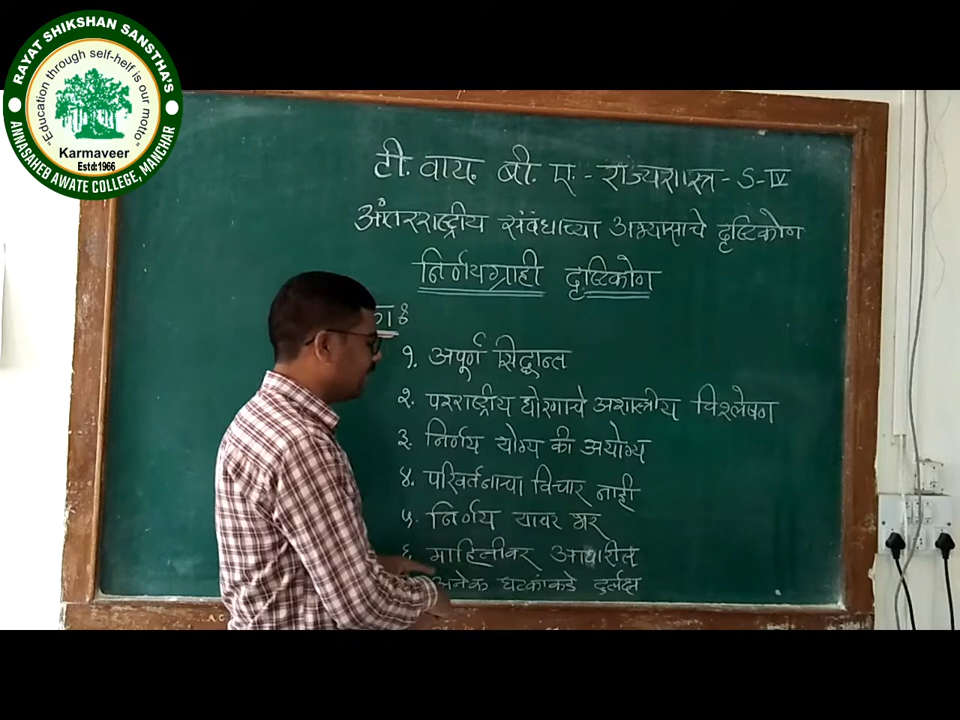 RAYAT SHIKSHAN SANSTHA'S
"Education through self-helf is our motto"
Karmaveer
Estd:1966
ANNASAHEB AWATE COLLEGE, MANCHAR
टी. वाय. बी. ए. - राज्यशास्त्र - S-IV
आंतरराष्ट्रीय संबंधाच्या अभ्यासाचे दृष्टिकोण
निर्णयग्राही दृष्टिकोण
१. अपूर्ण सिद्धान्त
२. परराष्ट्रीय धोरणाचे अशास्त्रीय विश्लेषण
३. निर्णय योग्य की अयोग्य
४. परिवर्तनाचा विचार नाही
५. निर्णय यावर भर
६. माहितीवर आधारीत
अनेक घटकांकडे दुर्लक्ष